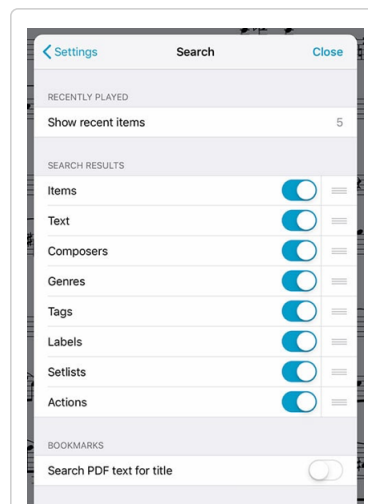 Settings Search Close
RECENTLY PLAYED
Show recent items 5
SEARCH RESULTS
Items
Text
Composers
Genres
Tags
Labels
Setlists
Actions
BOOKMARKS
Search PDF text for title